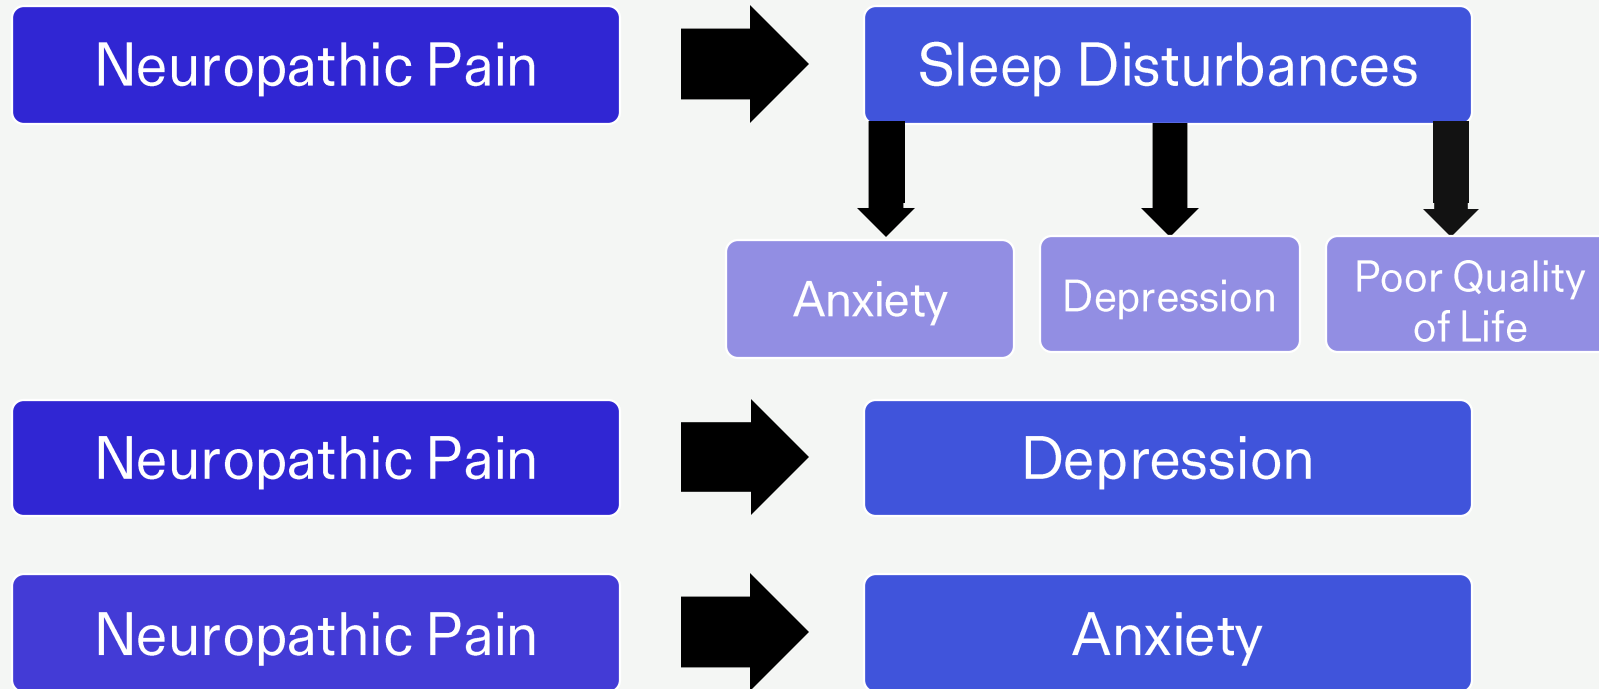 Neuropathic Pain
Sleep Disturbances
Anxiety
Depression
Poor Quality
of Life
Neuropathic Pain
Depression
Neuropathic Pain
Anxiety